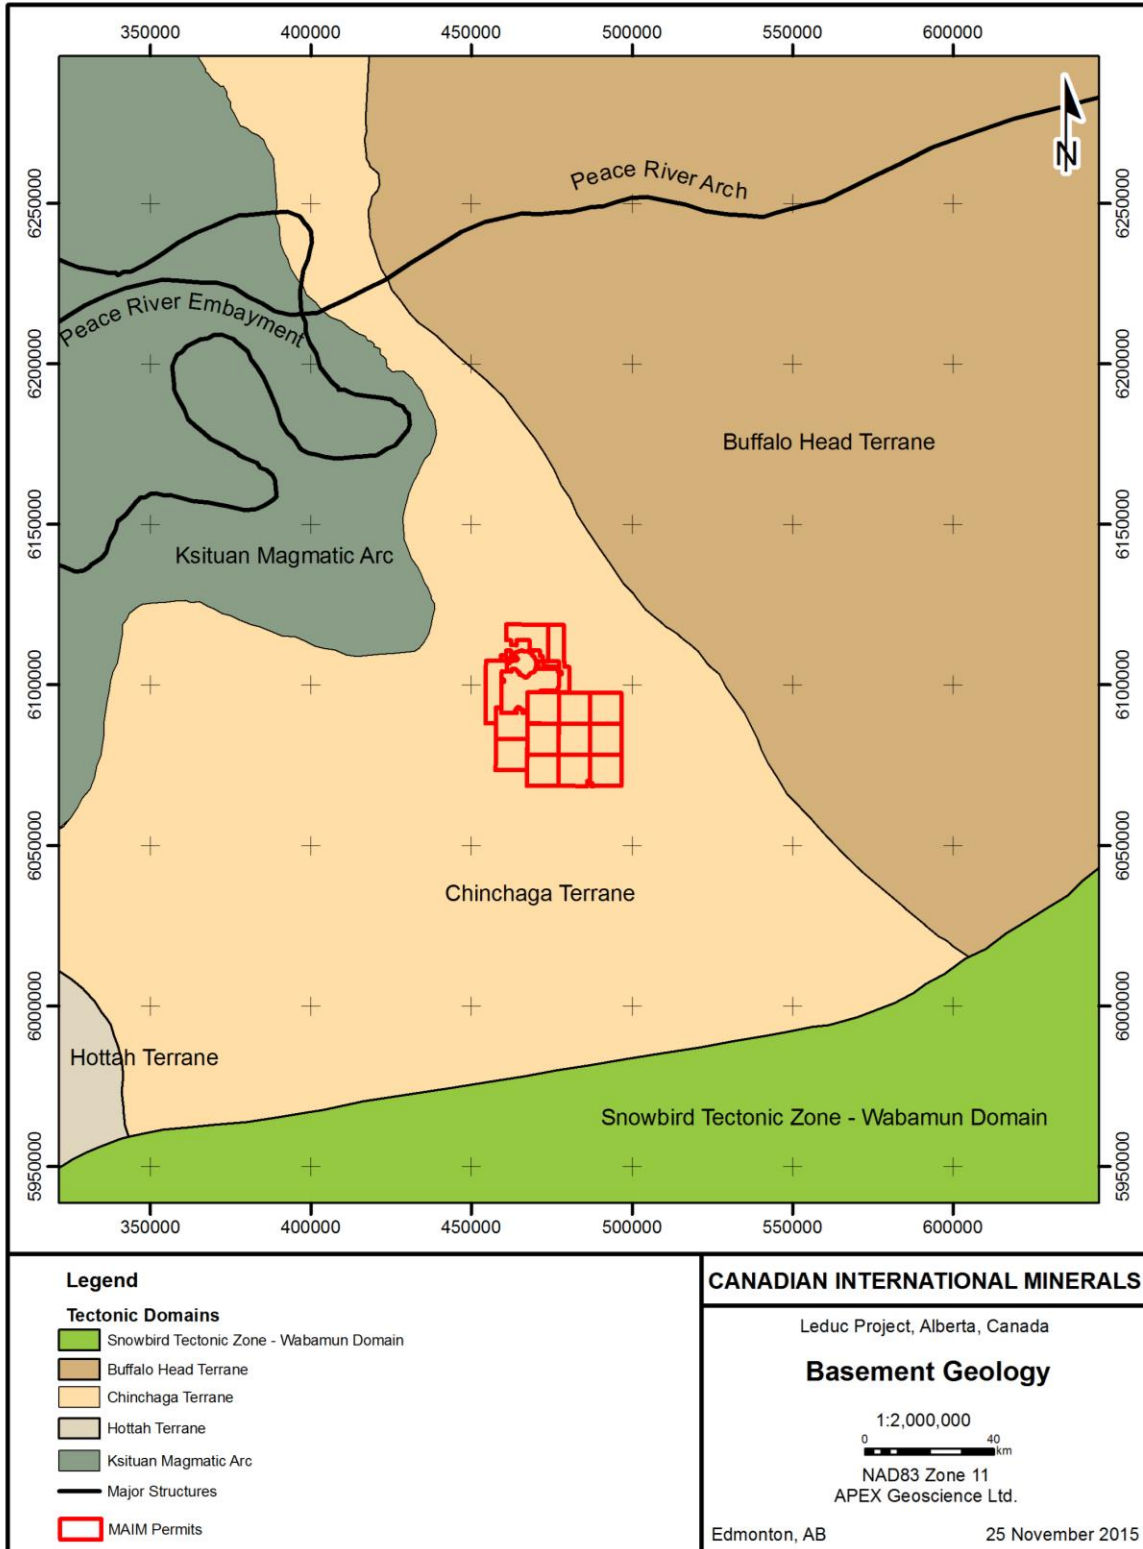 350000 400000 450000 500000 550000 600000
N
Peace River Arch
6250000 6250000
Peace River Embayment
6200000 6200000
Buffalo Head Terrane
6150000 6150000
Ksituan Magmatic Arc
6100000 6100000
6050000 6050000
Chinchaga Terrane
6000000 6000000
Hottah Terrane
Snowbird Tectonic Zone - Wabamun Domain
5950000 5950000
350000 400000 450000 500000 550000 600000
Legend
Tectonic Domains
Snowbird Tectonic Zone - Wabamun Domain
Buffalo Head Terrane
Chinchaga Terrane
Hottah Terrane
Ksituan Magmatic Arc
Major Structures
MAIM Permits
CANADIAN INTERNATIONAL MINERALS
Leduc Project, Alberta, Canada
Basement Geology
1:2,000,000
0 40
km
NAD83 Zone 11
APEX Geoscience Ltd.
Edmonton, AB 25 November 2015